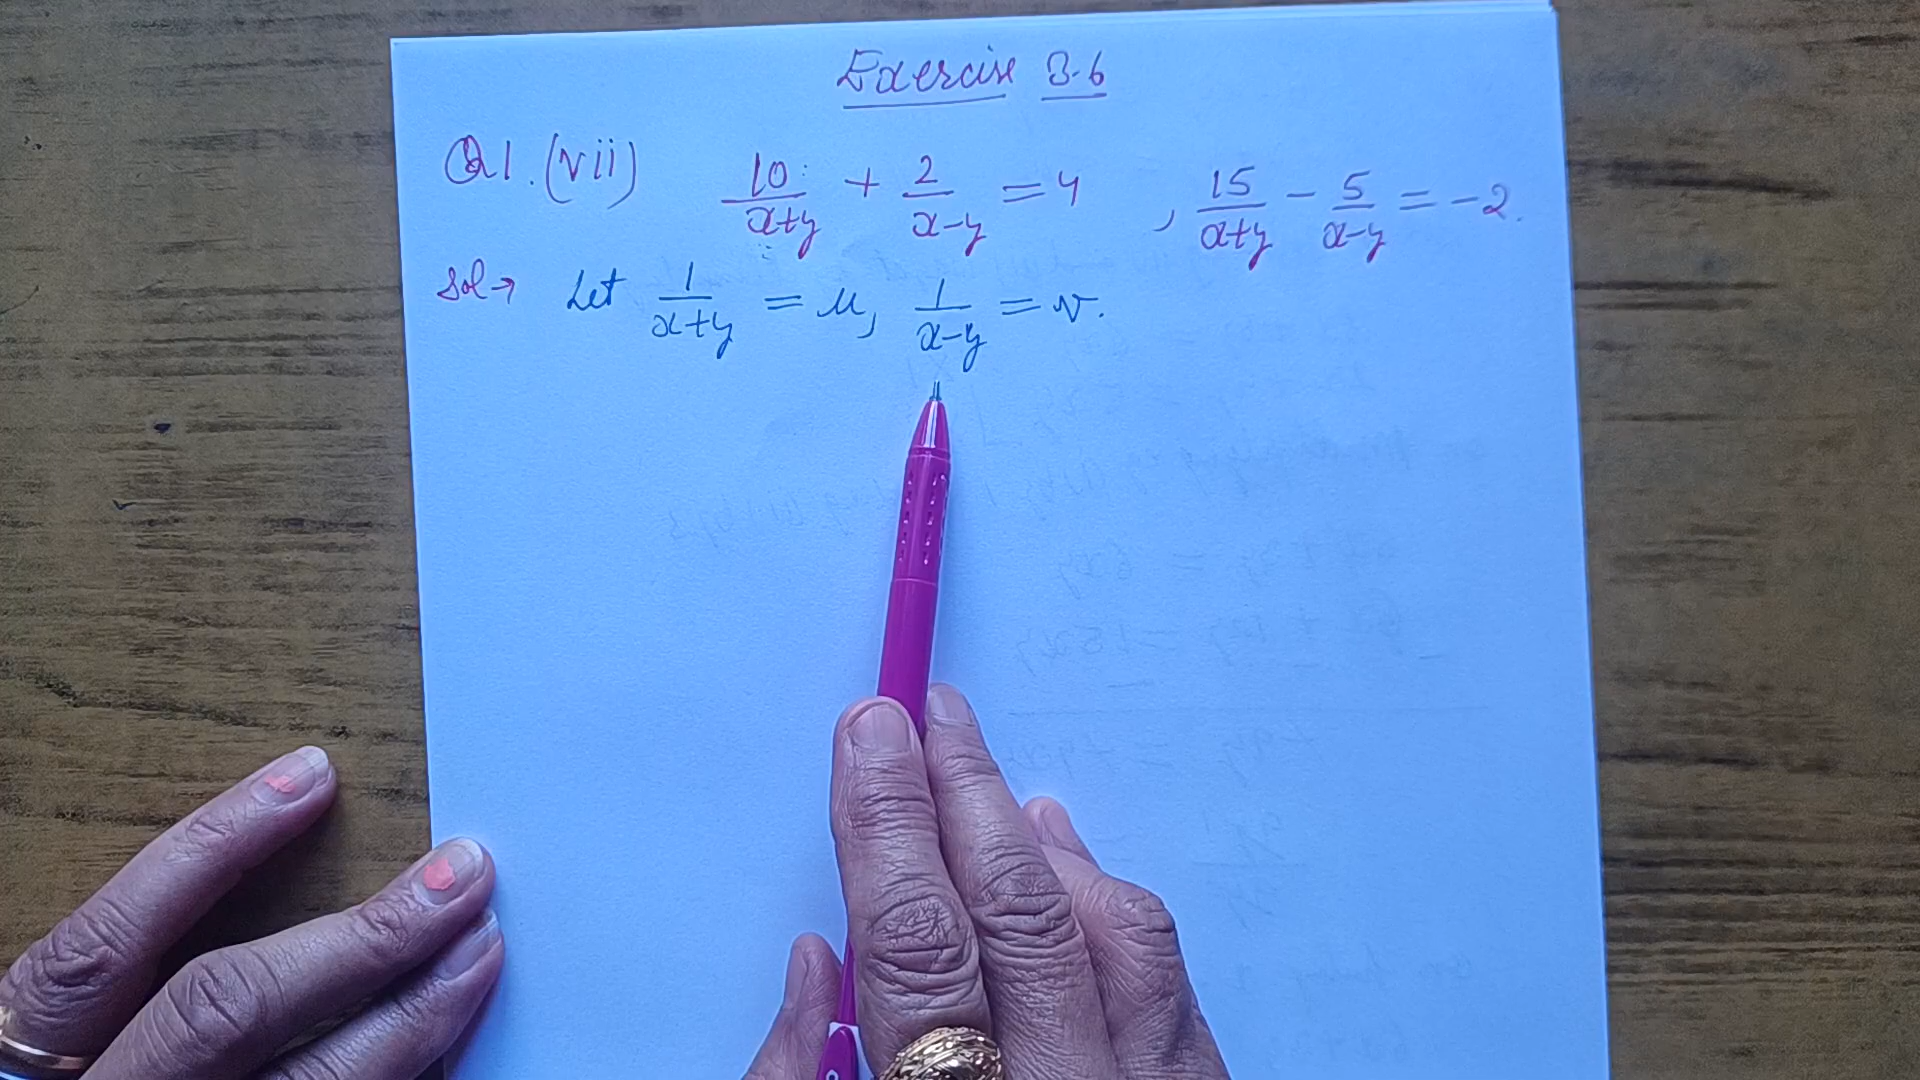 Exercise 3.6
Q1. (vii) 10/(x+y) + 2/(x-y) = 4 , 15/(x+y) - 5/(x-y) = -2.
Sol → Let 1/(x+y) = u, 1/(x-y) = v.